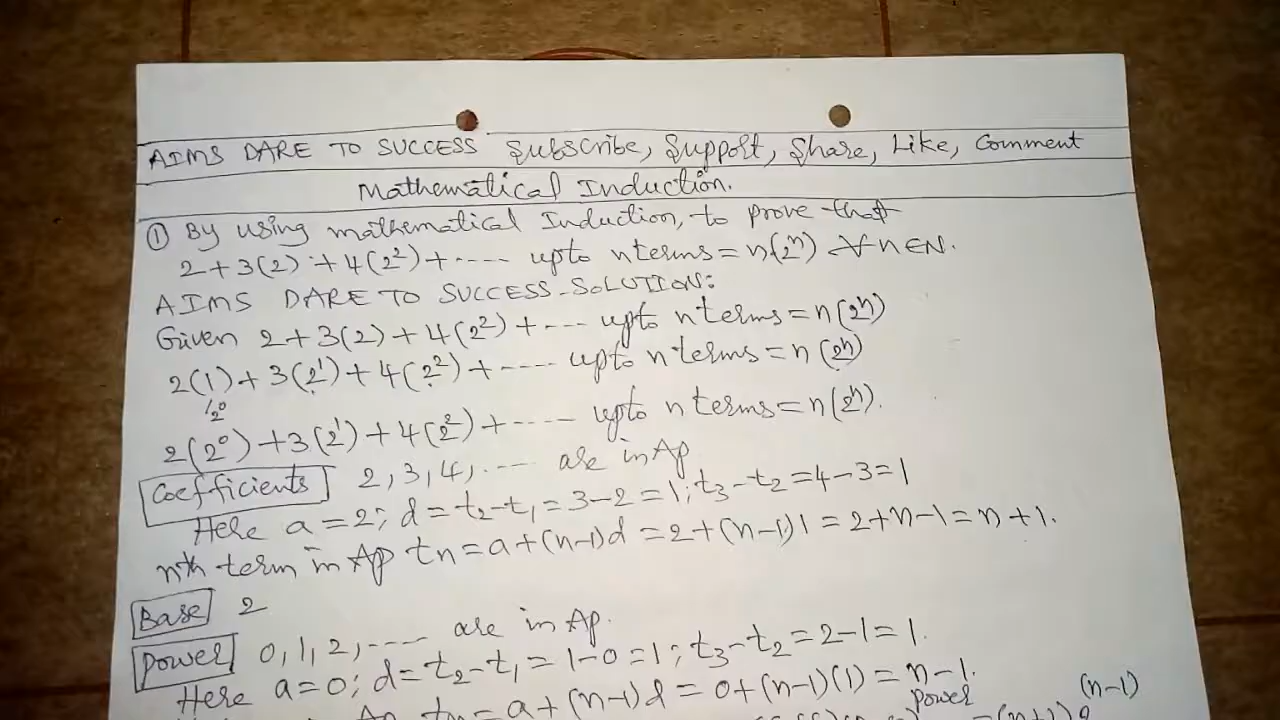 AIMS DARE TO SUCCESS Subscribe, Support, Share, Like, Comment
Mathematical Induction.
① By using mathematical Induction, to prove that
2+3(2)+4(2²)+---- upto n terms = n(2ⁿ) ∀ n∈N.
AIMS DARE TO SUCCESS-SOLUTION:
Given 2+3(2)+4(2²)+--- upto n terms = n(2ⁿ)
2(1)+3(2¹)+4(2²)+---- upto n terms = n(2ⁿ)
2⁰
2(2⁰)+3(2¹)+4(2²)+---- upto n terms = n(2ⁿ).
Coefficients 2,3,4,---- are in Ap
Here a=2; d=t₂-t₁=3-2=1; t₃-t₂=4-3=1
nth term in Ap tn=a+(n-1)d=2+(n-1)1=2+n-1=n+1.
Base 2
power 0,1,2,---- are in Ap.
Here a=0; d=t₂-t₁=1-0=1; t₃-t₂=2-1=1.
Ap tn=a+(n-1)d=0+(n-1)(1)=n-1.
power (n-1)
=(n+1)2